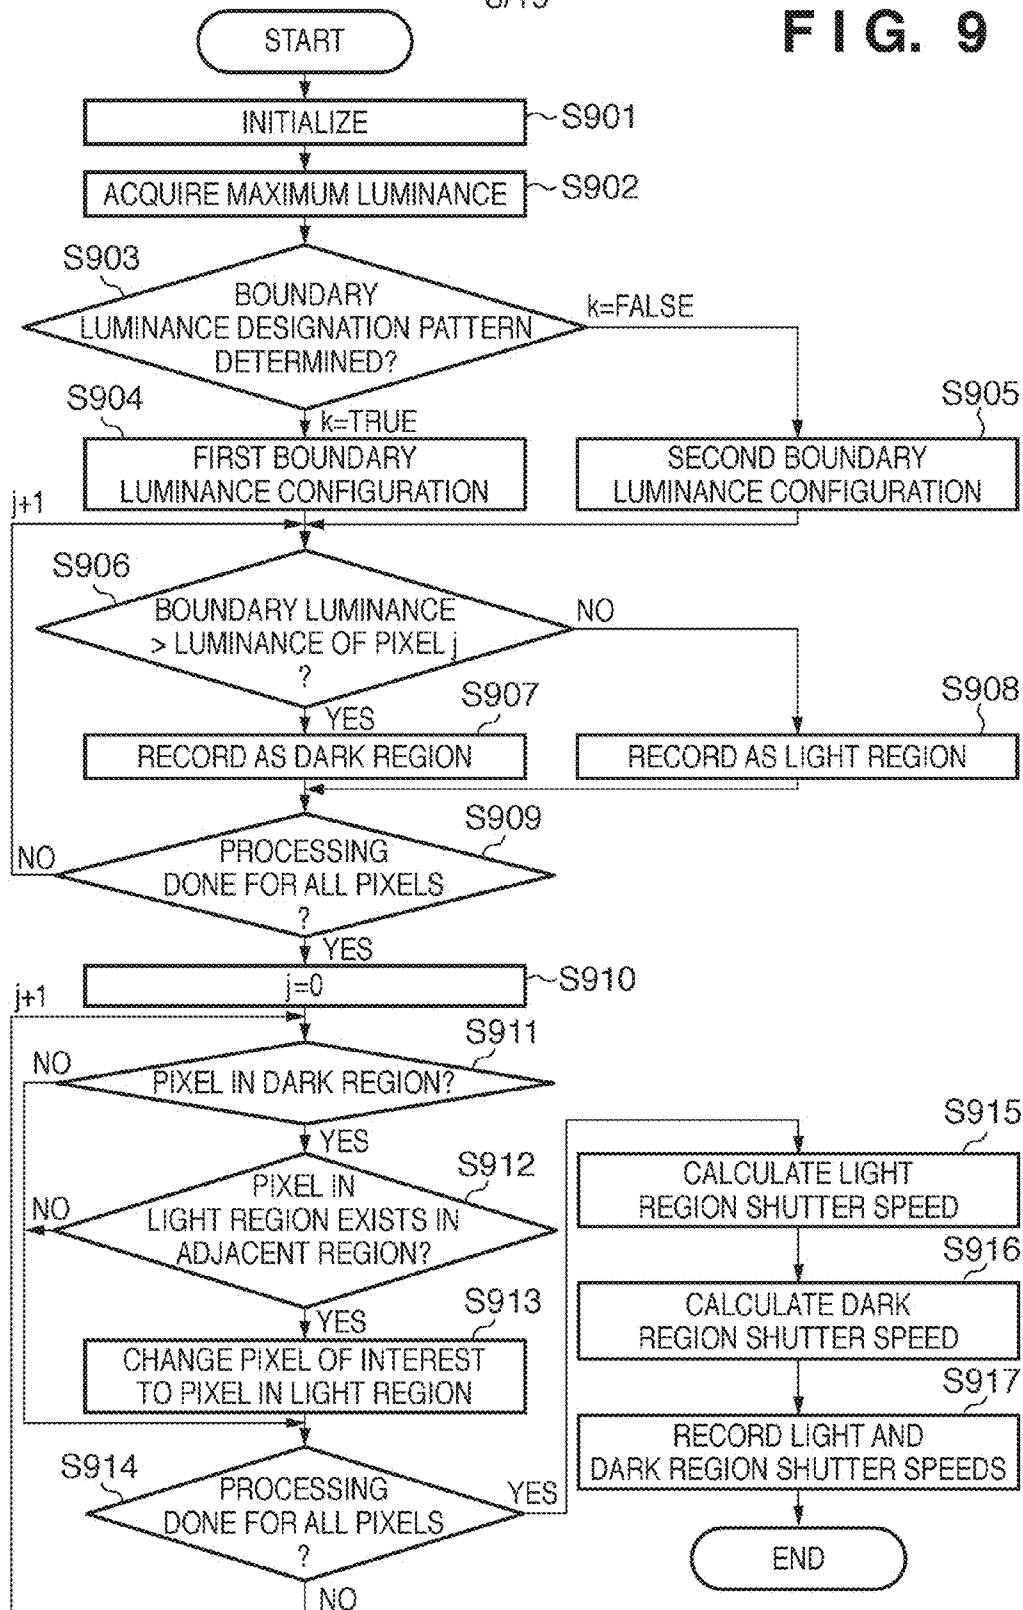 FIG. 9
START
INITIALIZE
S901
ACQUIRE MAXIMUM LUMINANCE
S902
S903
BOUNDARY
LUMINANCE DESIGNATION PATTERN
DETERMINED?
k=FALSE
S904
k=TRUE
S905
FIRST BOUNDARY
LUMINANCE CONFIGURATION
SECOND BOUNDARY
LUMINANCE CONFIGURATION
j+1
S906
BOUNDARY LUMINANCE
> LUMINANCE OF PIXEL j
?
NO
YES
S907
S908
RECORD AS DARK REGION
RECORD AS LIGHT REGION
S909
PROCESSING
DONE FOR ALL PIXELS
?
NO
YES
j=0
S910
j+1
S911
NO
PIXEL IN DARK REGION?
YES
S912
NO
PIXEL IN
LIGHT REGION EXISTS IN
ADJACENT REGION?
YES
S913
CHANGE PIXEL OF INTEREST
TO PIXEL IN LIGHT REGION
S914
PROCESSING
DONE FOR ALL PIXELS
?
YES
NO
S915
CALCULATE LIGHT
REGION SHUTTER SPEED
S916
CALCULATE DARK
REGION SHUTTER SPEED
S917
RECORD LIGHT AND
DARK REGION SHUTTER SPEEDS
END